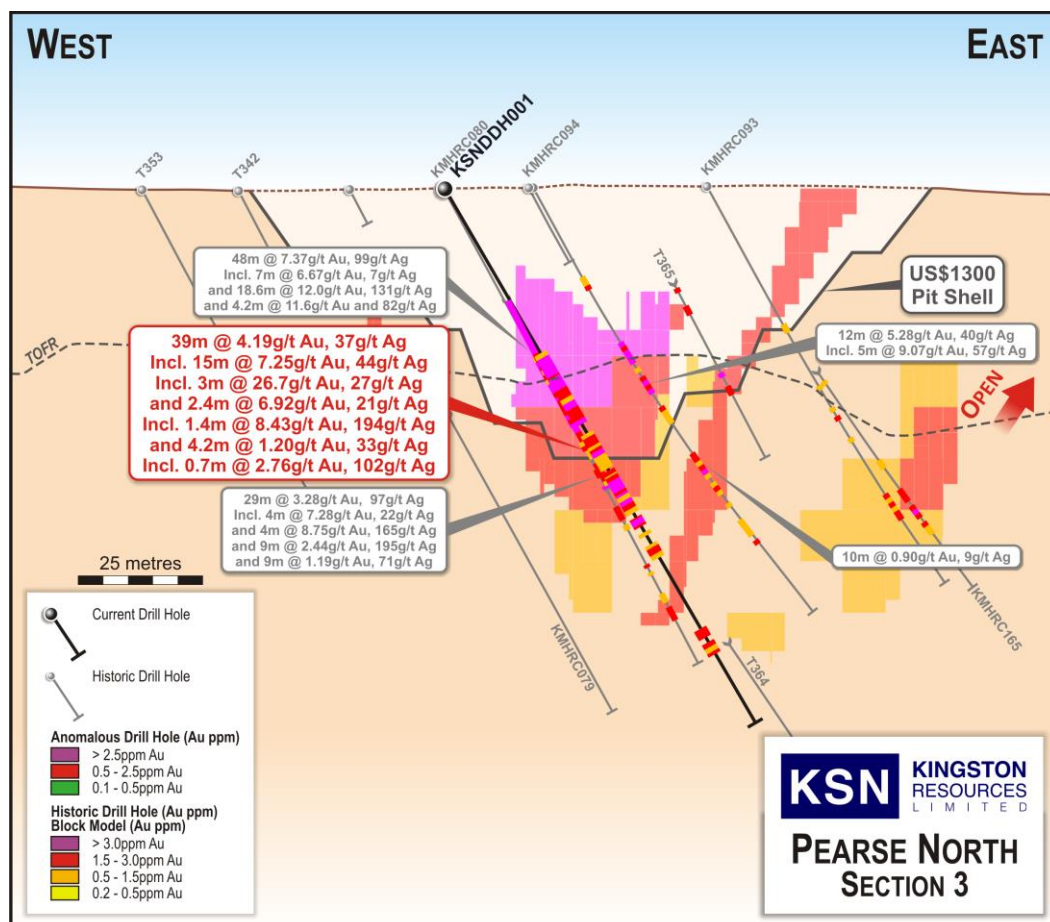 WEST
EAST
T353
T342
KMHRC080
KSNDDH001
KMHRC094
KMHRC093
T365
48m @ 7.37g/t Au, 99g/t Ag
Incl. 7m @ 6.67g/t Au, 7g/t Ag
and 18.6m @ 12.0g/t Au, 131g/t Ag
and 4.2m @ 11.6g/t Au and 82g/t Ag
US$1300
Pit Shell
TOFR
39m @ 4.19g/t Au, 37g/t Ag
Incl. 15m @ 7.25g/t Au, 44g/t Ag
Incl. 3m @ 26.7g/t Au, 27g/t Ag
and 2.4m @ 6.92g/t Au, 21g/t Ag
Incl. 1.4m @ 8.43g/t Au, 194g/t Ag
and 4.2m @ 1.20g/t Au, 33g/t Ag
Incl. 0.7m @ 2.76g/t Au, 102g/t Ag
12m @ 5.28g/t Au, 40g/t Ag
Incl. 5m @ 9.07g/t Au, 57g/t Ag
OPEN
29m @ 3.28g/t Au, 97g/t Ag
Incl. 4m @ 7.28g/t Au, 22g/t Ag
and 4m @ 8.75g/t Au, 165g/t Ag
and 9m @ 2.44g/t Au, 195g/t Ag
and 9m @ 1.19g/t Au, 71g/t Ag
10m @ 0.90g/t Au, 9g/t Ag
25 metres
KMHRC079
T364
KMHRC165
Current Drill Hole
Historic Drill Hole
Anomalous Drill Hole (Au ppm)
> 2.5ppm Au
0.5 - 2.5ppm Au
0.1 - 0.5ppm Au
Historic Drill Hole (Au ppm)
Block Model (Au ppm)
> 3.0ppm Au
1.5 - 3.0ppm Au
0.5 - 1.5ppm Au
0.2 - 0.5ppm Au
KSN
KINGSTON
RESOURCES
LIMITED
PEARSE NORTH
SECTION 3